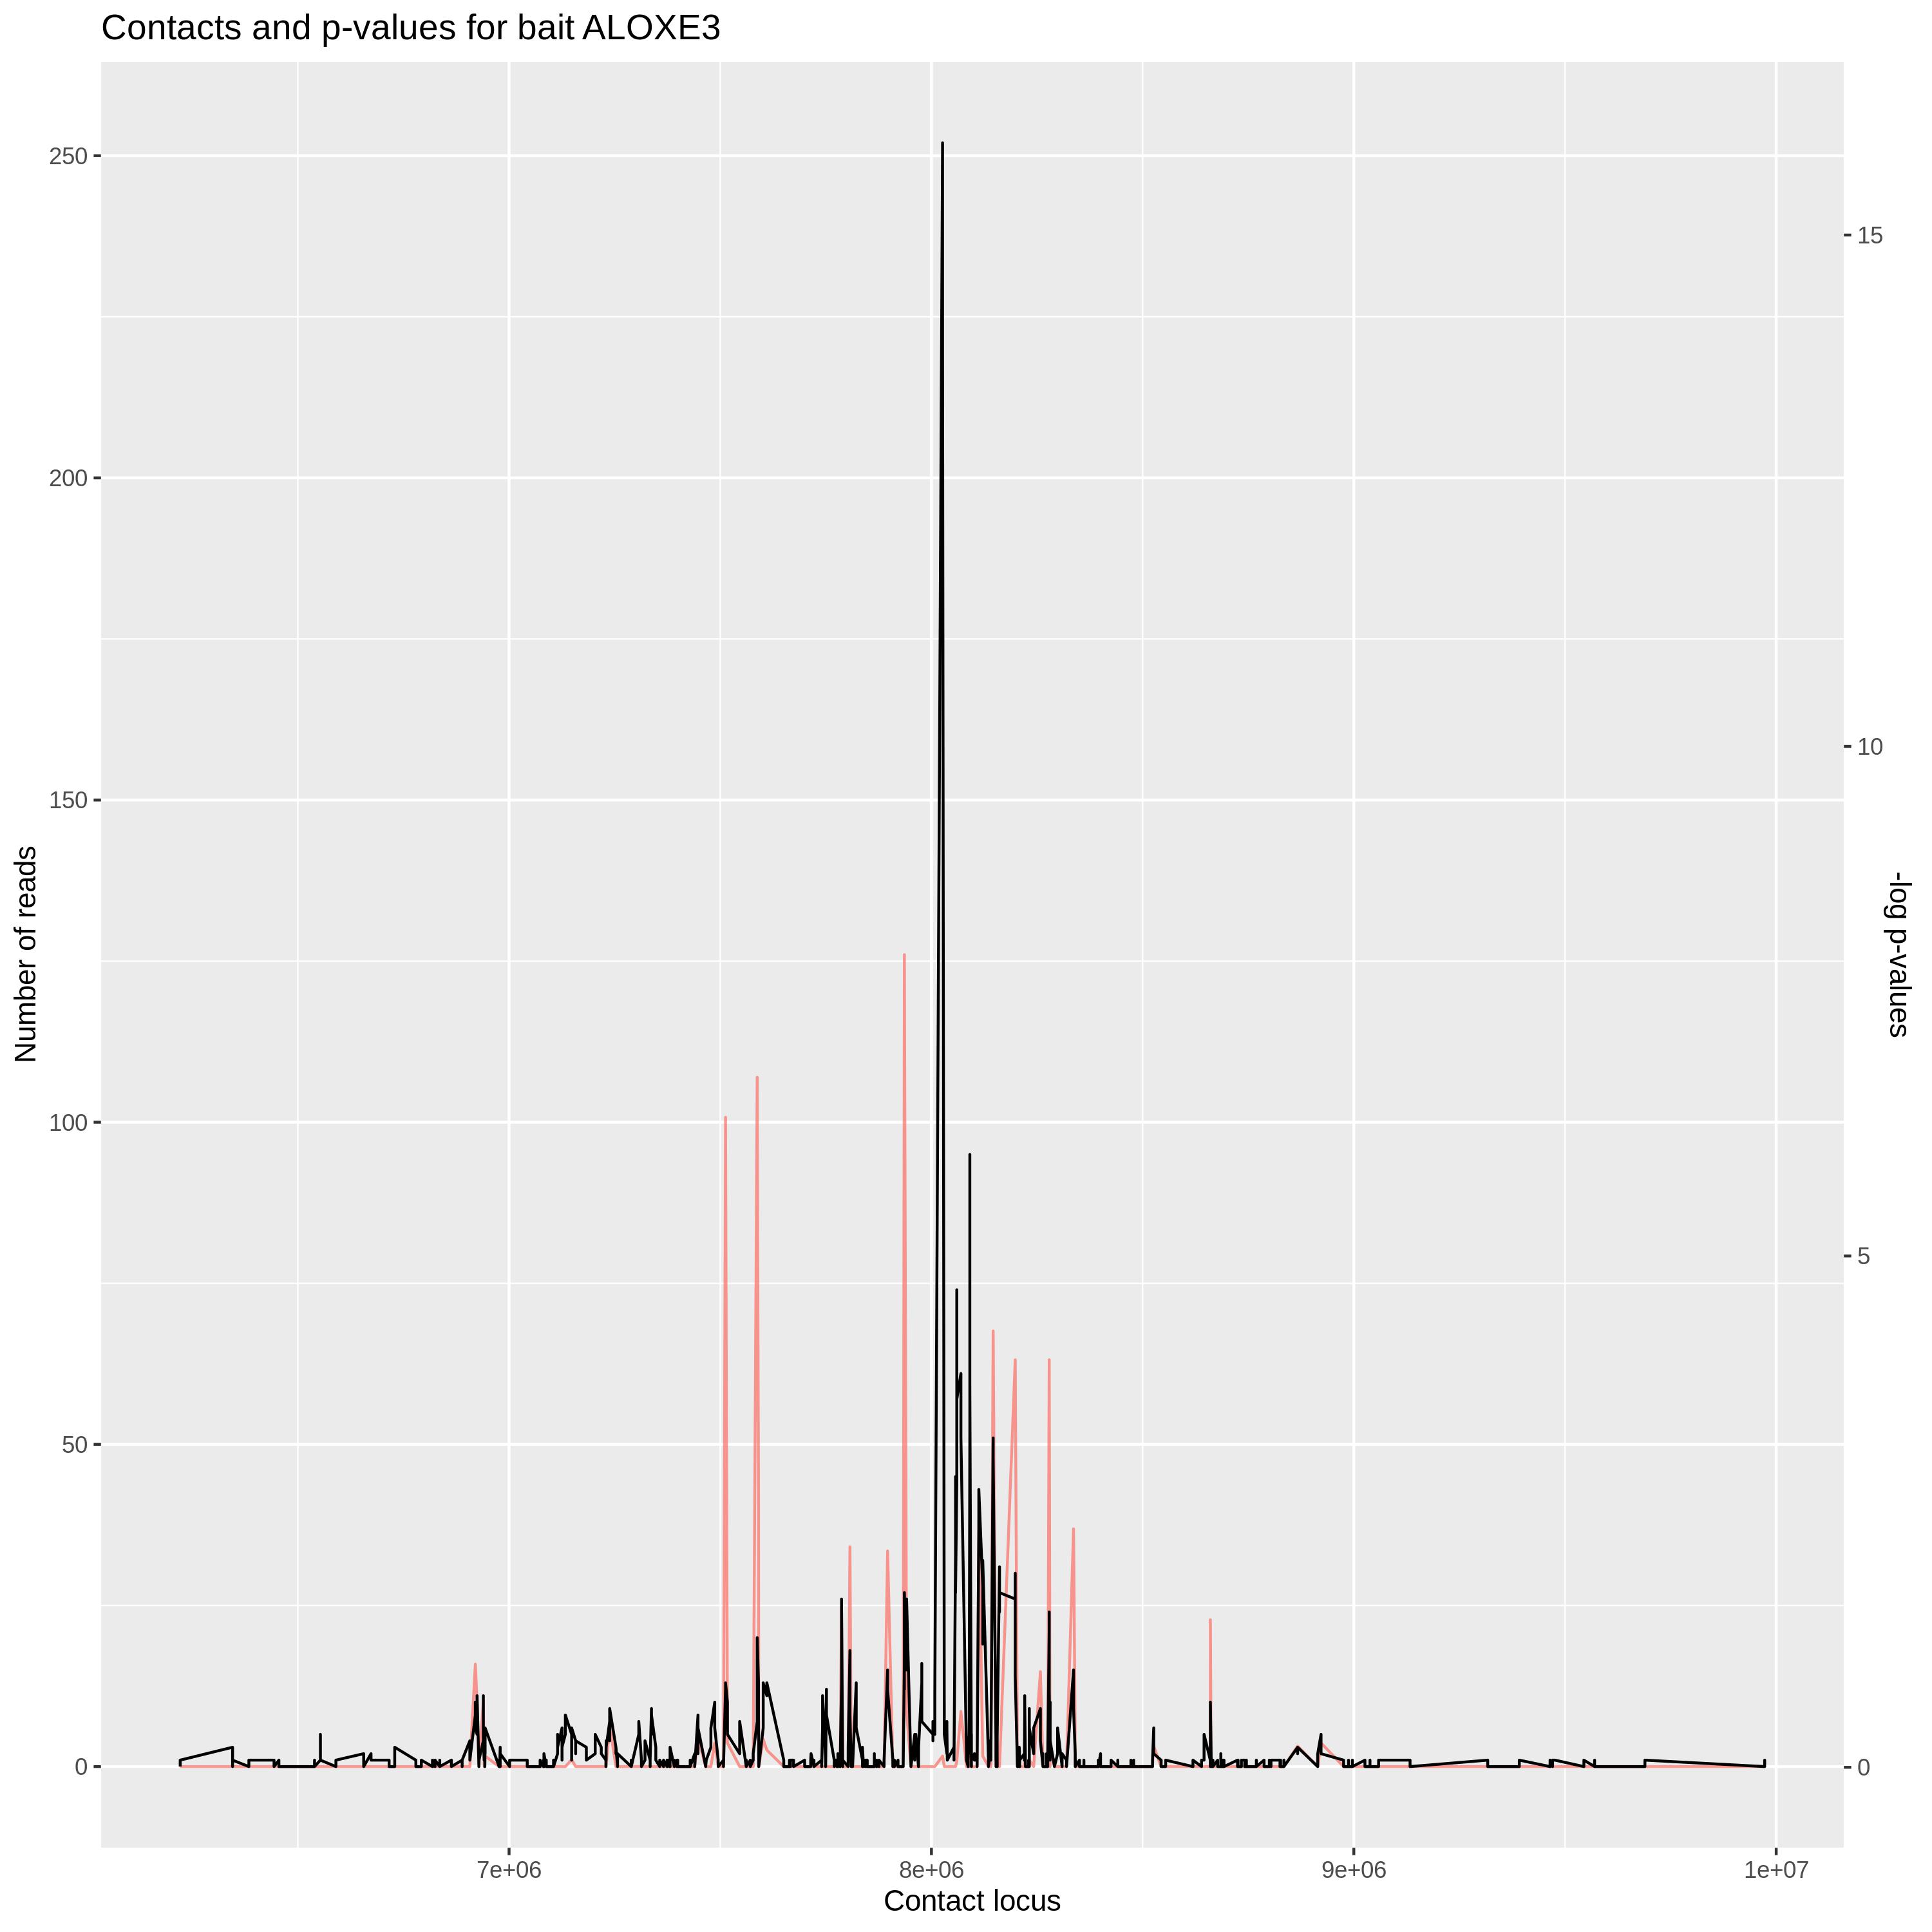 Contacts and p-values for bait ALOXE3
250
200
150
100
50
0
15
10
5
0
Number of reads
-log p-values
7e+06
8e+06
9e+06
1e+07
Contact locus